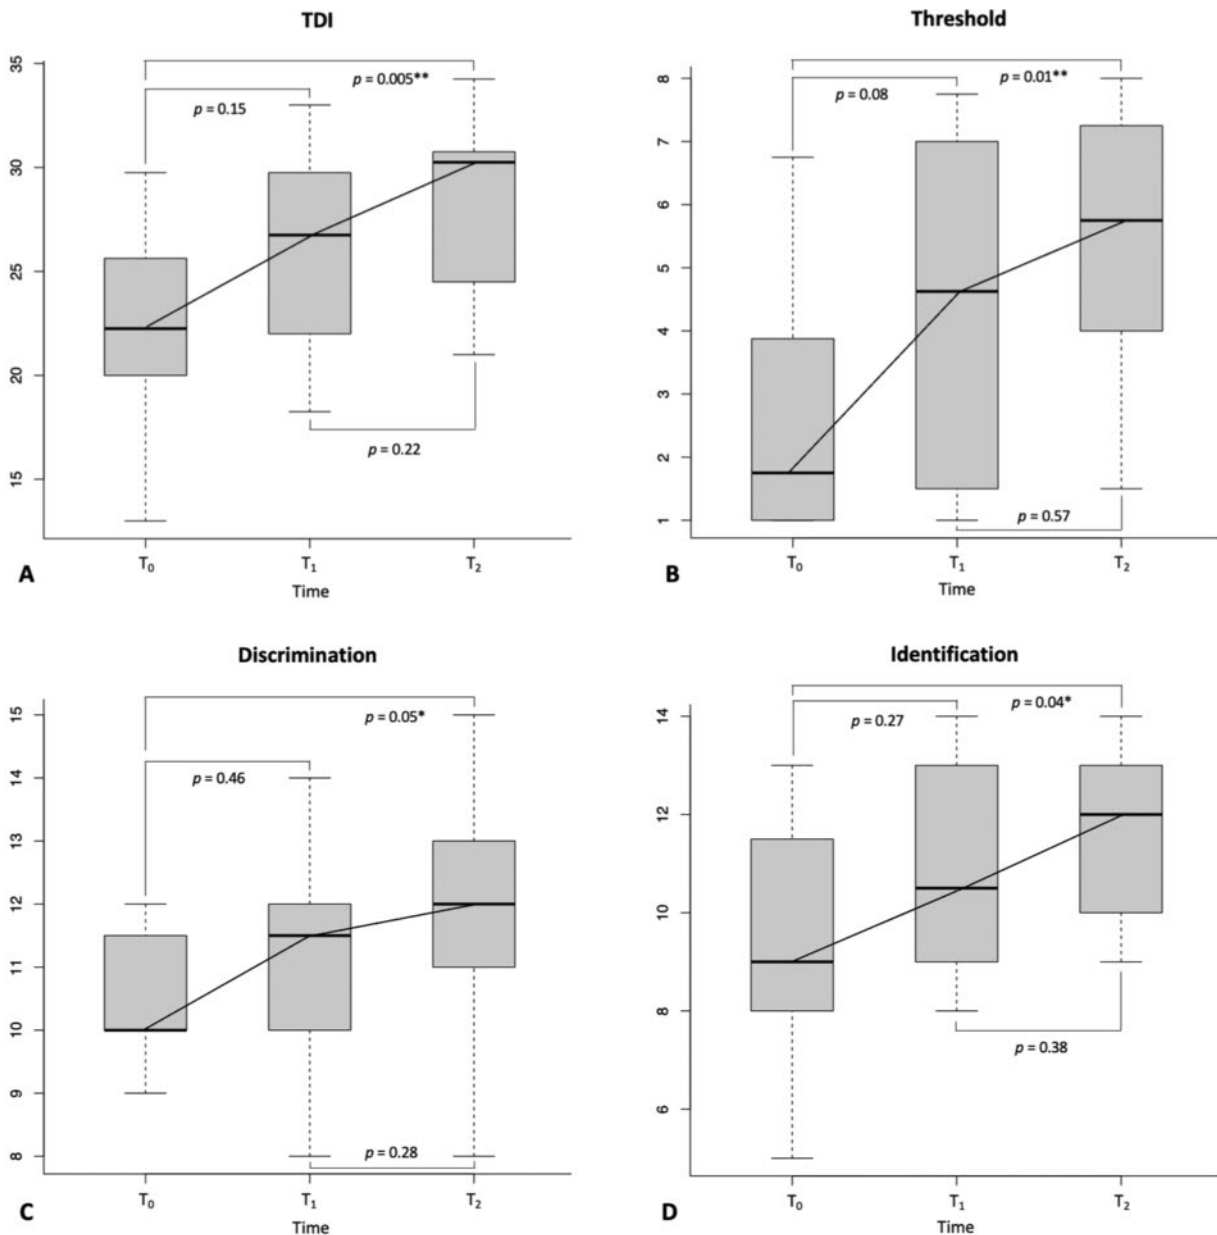 TDI
35
30
25
20
15
p = 0.005**
p = 0.15
p = 0.22
T0
T1
T2
Time
A
Threshold
8
7
6
5
4
3
2
1
p = 0.01**
p = 0.08
p = 0.57
T0
T1
T2
Time
B
Discrimination
15
14
13
12
11
10
9
8
p = 0.05*
p = 0.46
p = 0.28
T0
T1
T2
Time
C
Identification
14
12
10
8
6
p = 0.04*
p = 0.27
p = 0.38
T0
T1
T2
Time
D